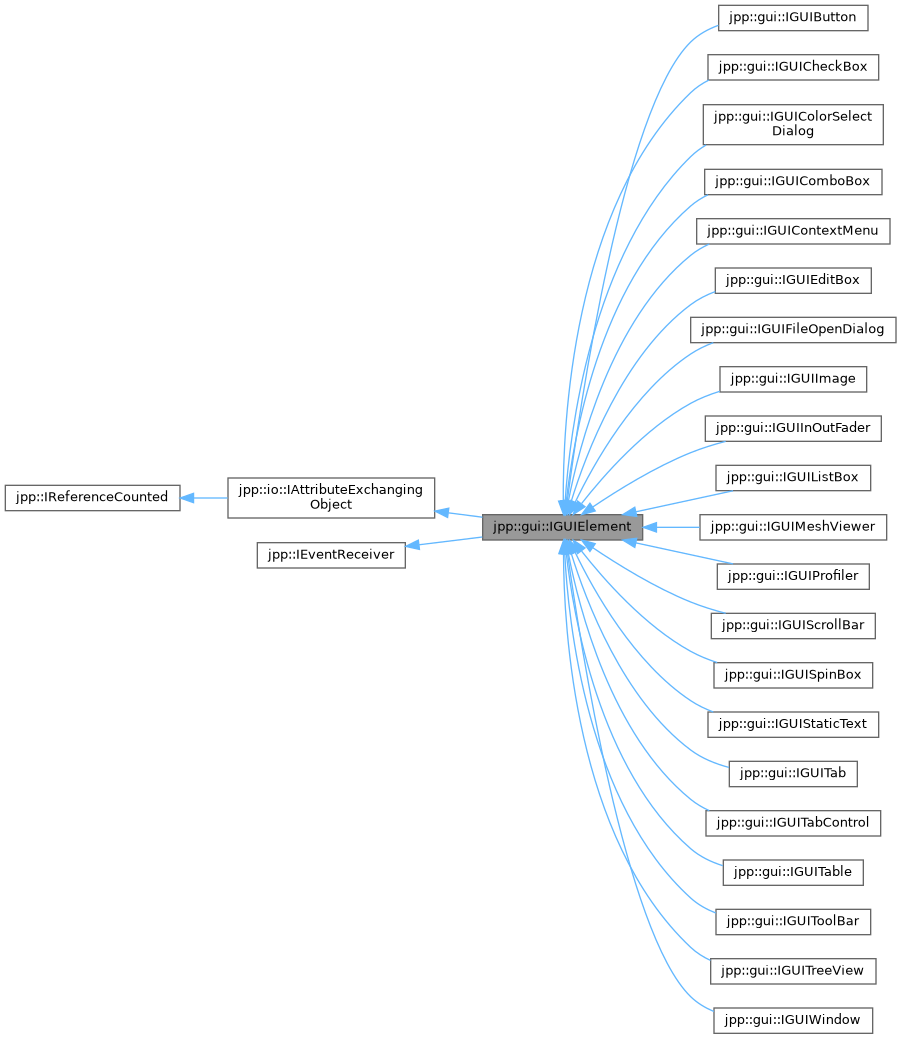 jpp::IReferenceCounted
jpp::io::IAttributeExchanging
Object
jpp::IEventReceiver
jpp::gui::IGUIElement
jpp::gui::IGUIButton
jpp::gui::IGUICheckBox
jpp::gui::IGUIColorSelect
Dialog
jpp::gui::IGUIComboBox
jpp::gui::IGUIContextMenu
jpp::gui::IGUIEditBox
jpp::gui::IGUIFileOpenDialog
jpp::gui::IGUIImage
jpp::gui::IGUIInOutFader
jpp::gui::IGUIListBox
jpp::gui::IGUIMeshViewer
jpp::gui::IGUIProfiler
jpp::gui::IGUIScrollBar
jpp::gui::IGUISpinBox
jpp::gui::IGUIStaticText
jpp::gui::IGUITab
jpp::gui::IGUITabControl
jpp::gui::IGUITable
jpp::gui::IGUIToolBar
jpp::gui::IGUITreeView
jpp::gui::IGUIWindow